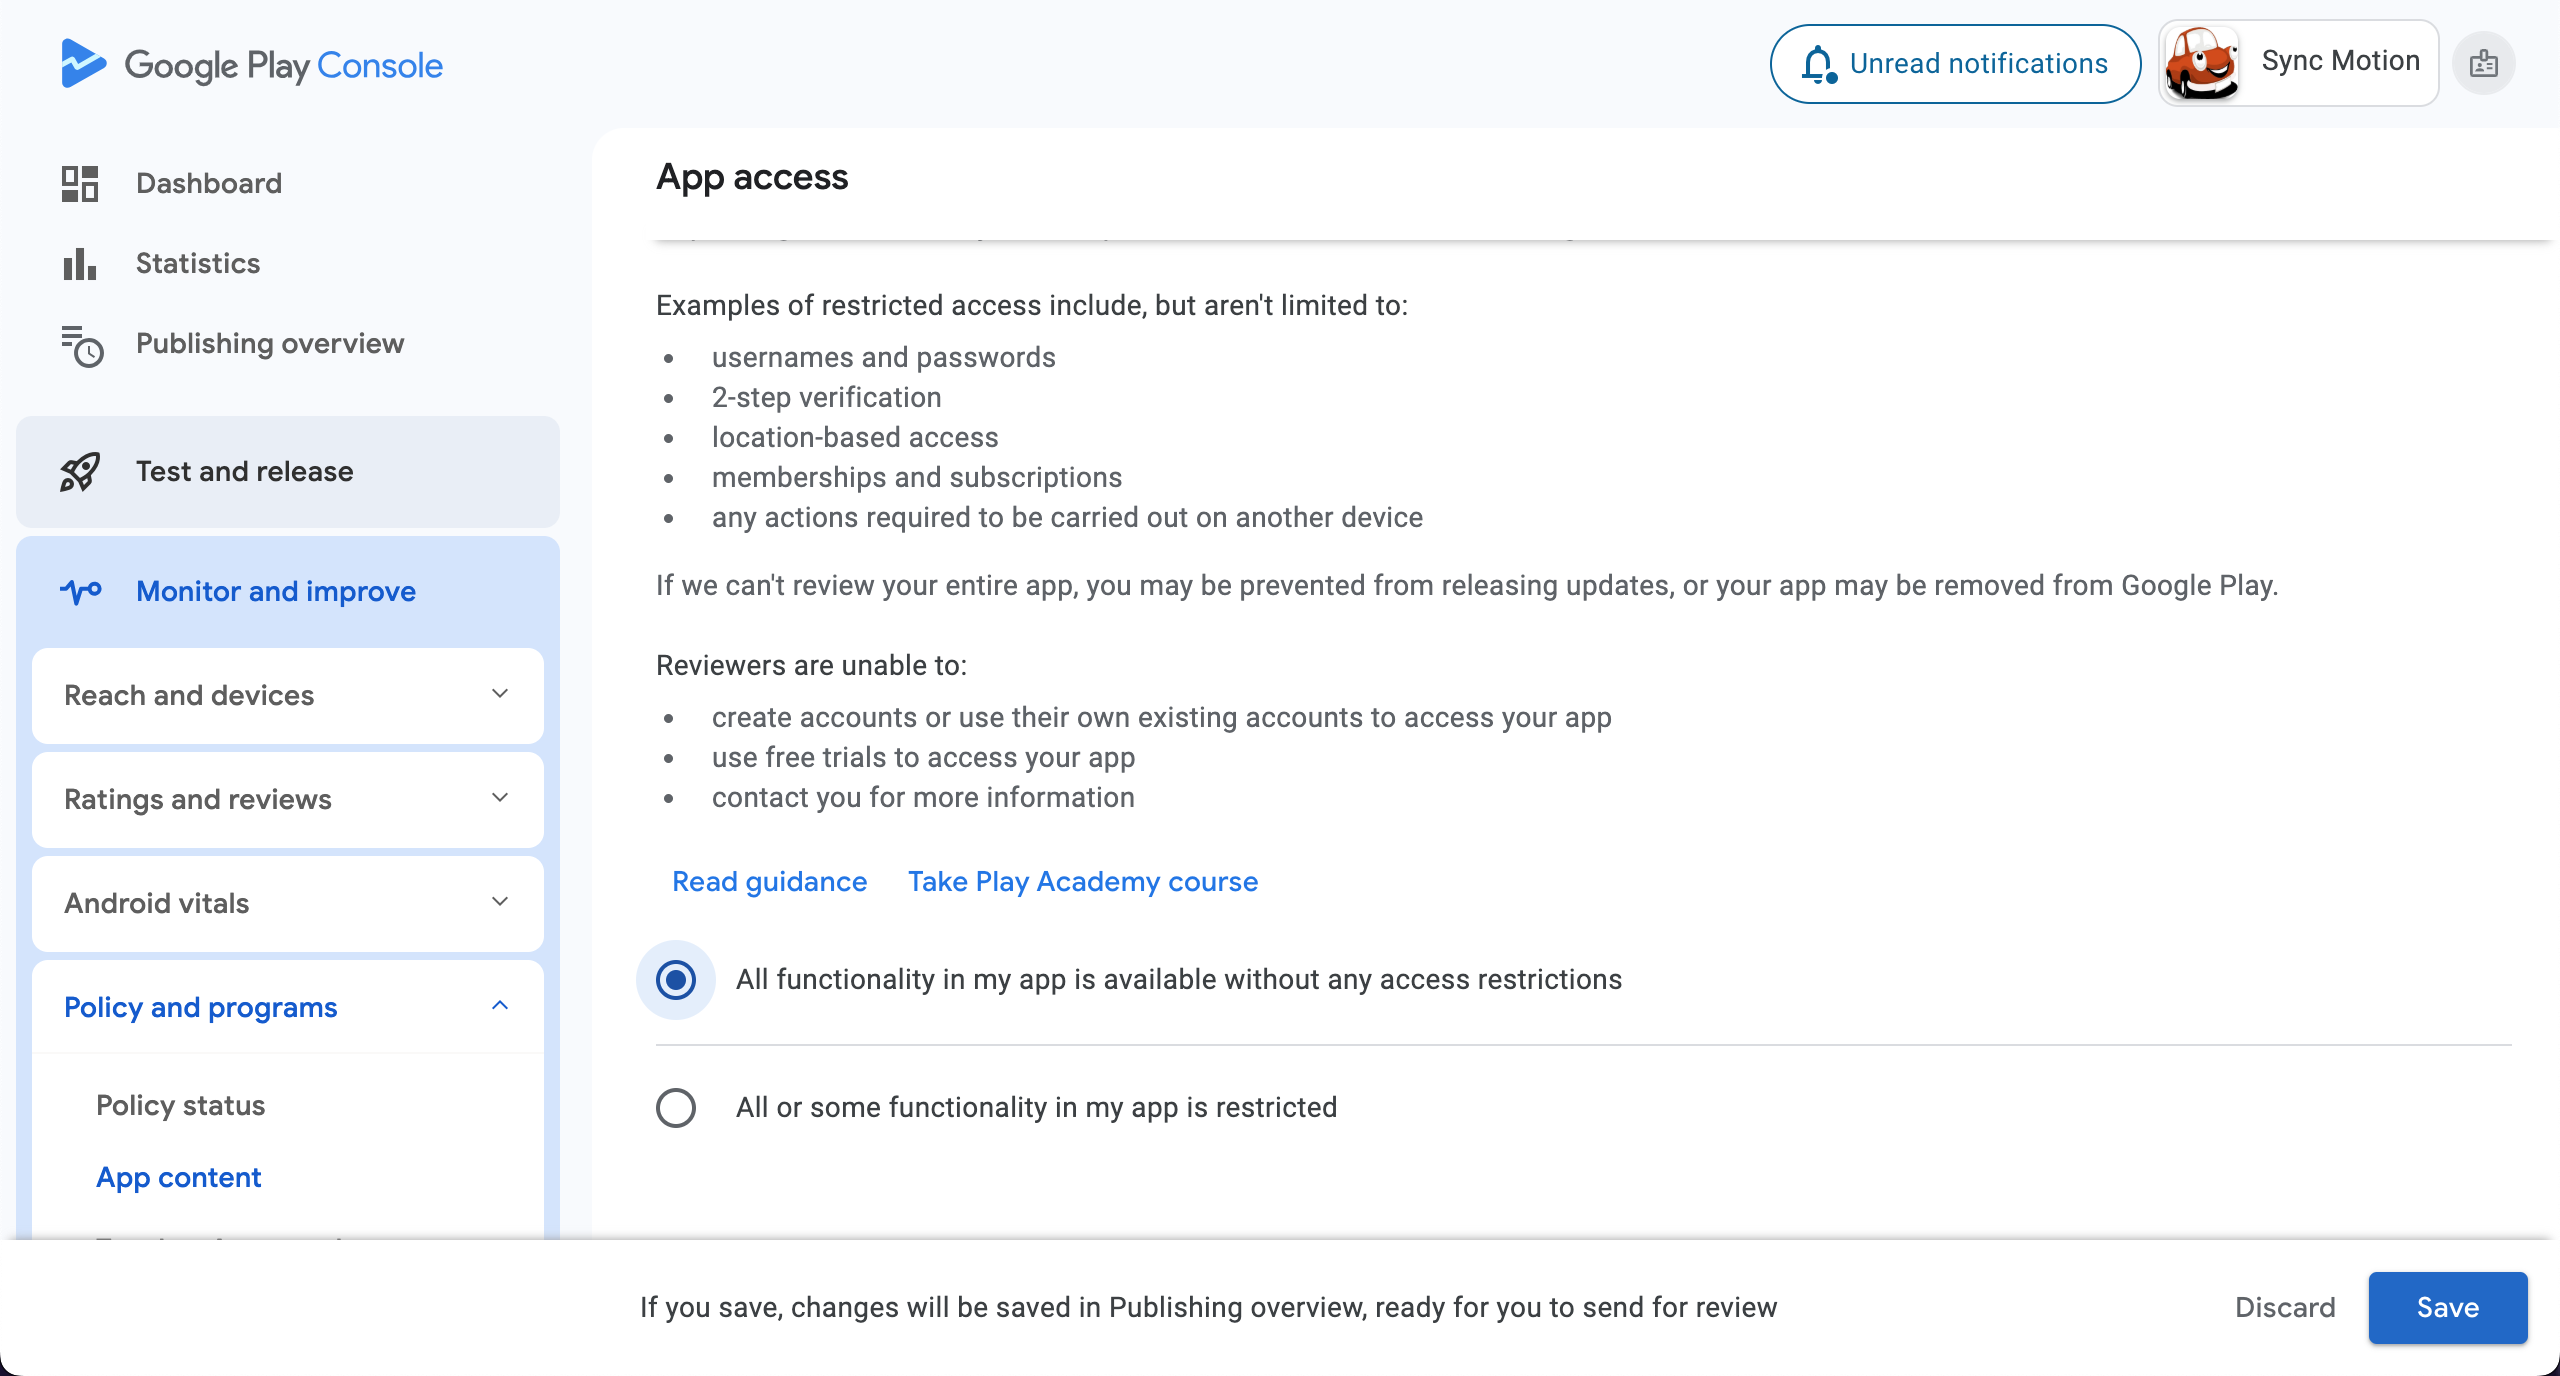 Google Play Console
Unread notifications
Sync Motion
Dashboard
Statistics
Publishing overview
Test and release
Monitor and improve
Reach and devices
Ratings and reviews
Android vitals
Policy and programs
Policy status
App content
App access
Examples of restricted access include, but aren't limited to:
• usernames and passwords
• 2-step verification
• location-based access
• memberships and subscriptions
• any actions required to be carried out on another device
If we can't review your entire app, you may be prevented from releasing updates, or your app may be removed from Google Play.
Reviewers are unable to:
• create accounts or use their own existing accounts to access your app
• use free trials to access your app
• contact you for more information
Read guidance Take Play Academy course
All functionality in my app is available without any access restrictions
All or some functionality in my app is restricted
If you save, changes will be saved in Publishing overview, ready for you to send for review
Discard Save